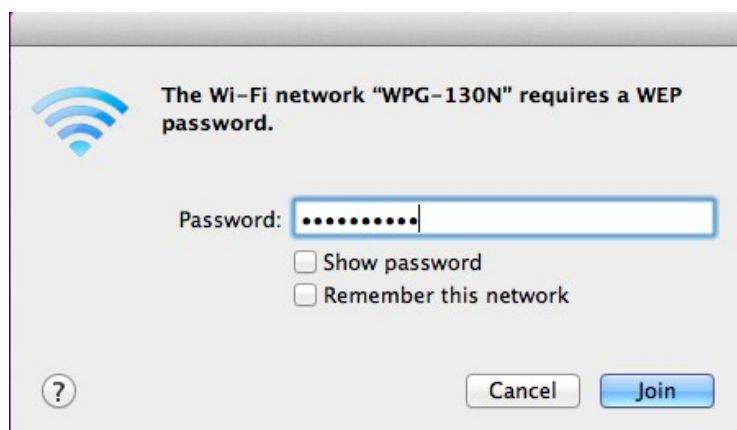 The Wi-Fi network “WPG-130N” requires a WEP
password.
Password: ••••••••••
Show password
Remember this network
? Cancel Join